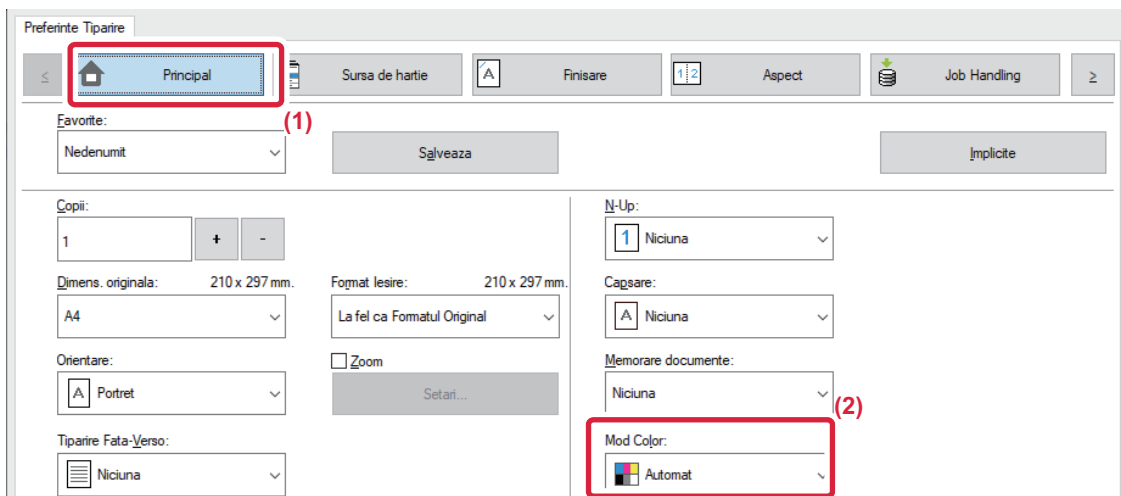 Preferinte Tiparire
≤ Principal Sursa de hartie Finisare Aspect Job Handling ≥
(1)
Favorite:
Nedenumit Salveaza Implicite
Copii: N-Up:
1 + - 1 Niciuna
Dimens. originala: 210 x 297 mm. Format Iesire: 210 x 297 mm. Capsare:
A4 La fel ca Formatul Original A Niciuna
Orientare: Zoom Memorare documente:
A Portret Setari... Niciuna
(2)
Tiparire Fata-Verso: Mod Color:
Niciuna Automat